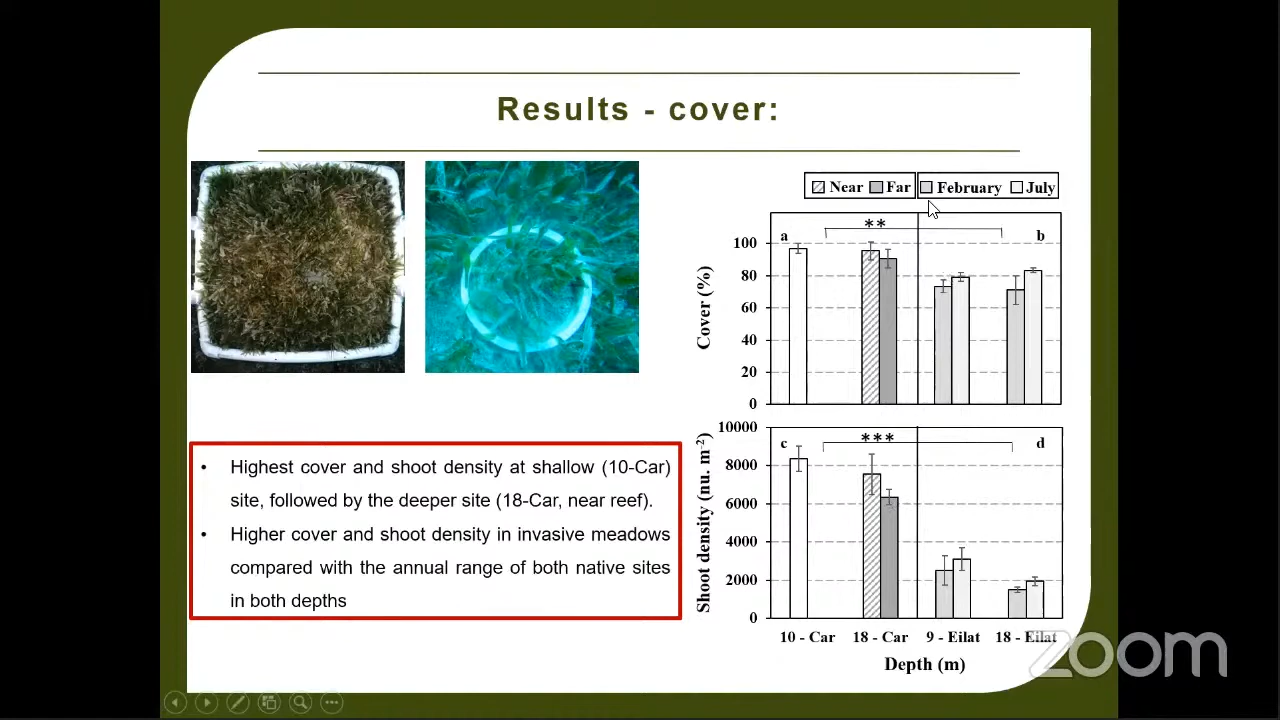 Results - cover:
Near Far February July
**
a b
100
80
60
40
20
0
Cover (%)
10000
8000
6000
4000
2000
0
Shoot density (nu. m-2)
***
c d
10 - Car 18 - Car 9 - Eilat 18 - Eilat
Depth (m)
• Highest cover and shoot density at shallow (10-Car)
site, followed by the deeper site (18-Car, near reef).
• Higher cover and shoot density in invasive meadows
compared with the annual range of both native sites
in both depths
zoom